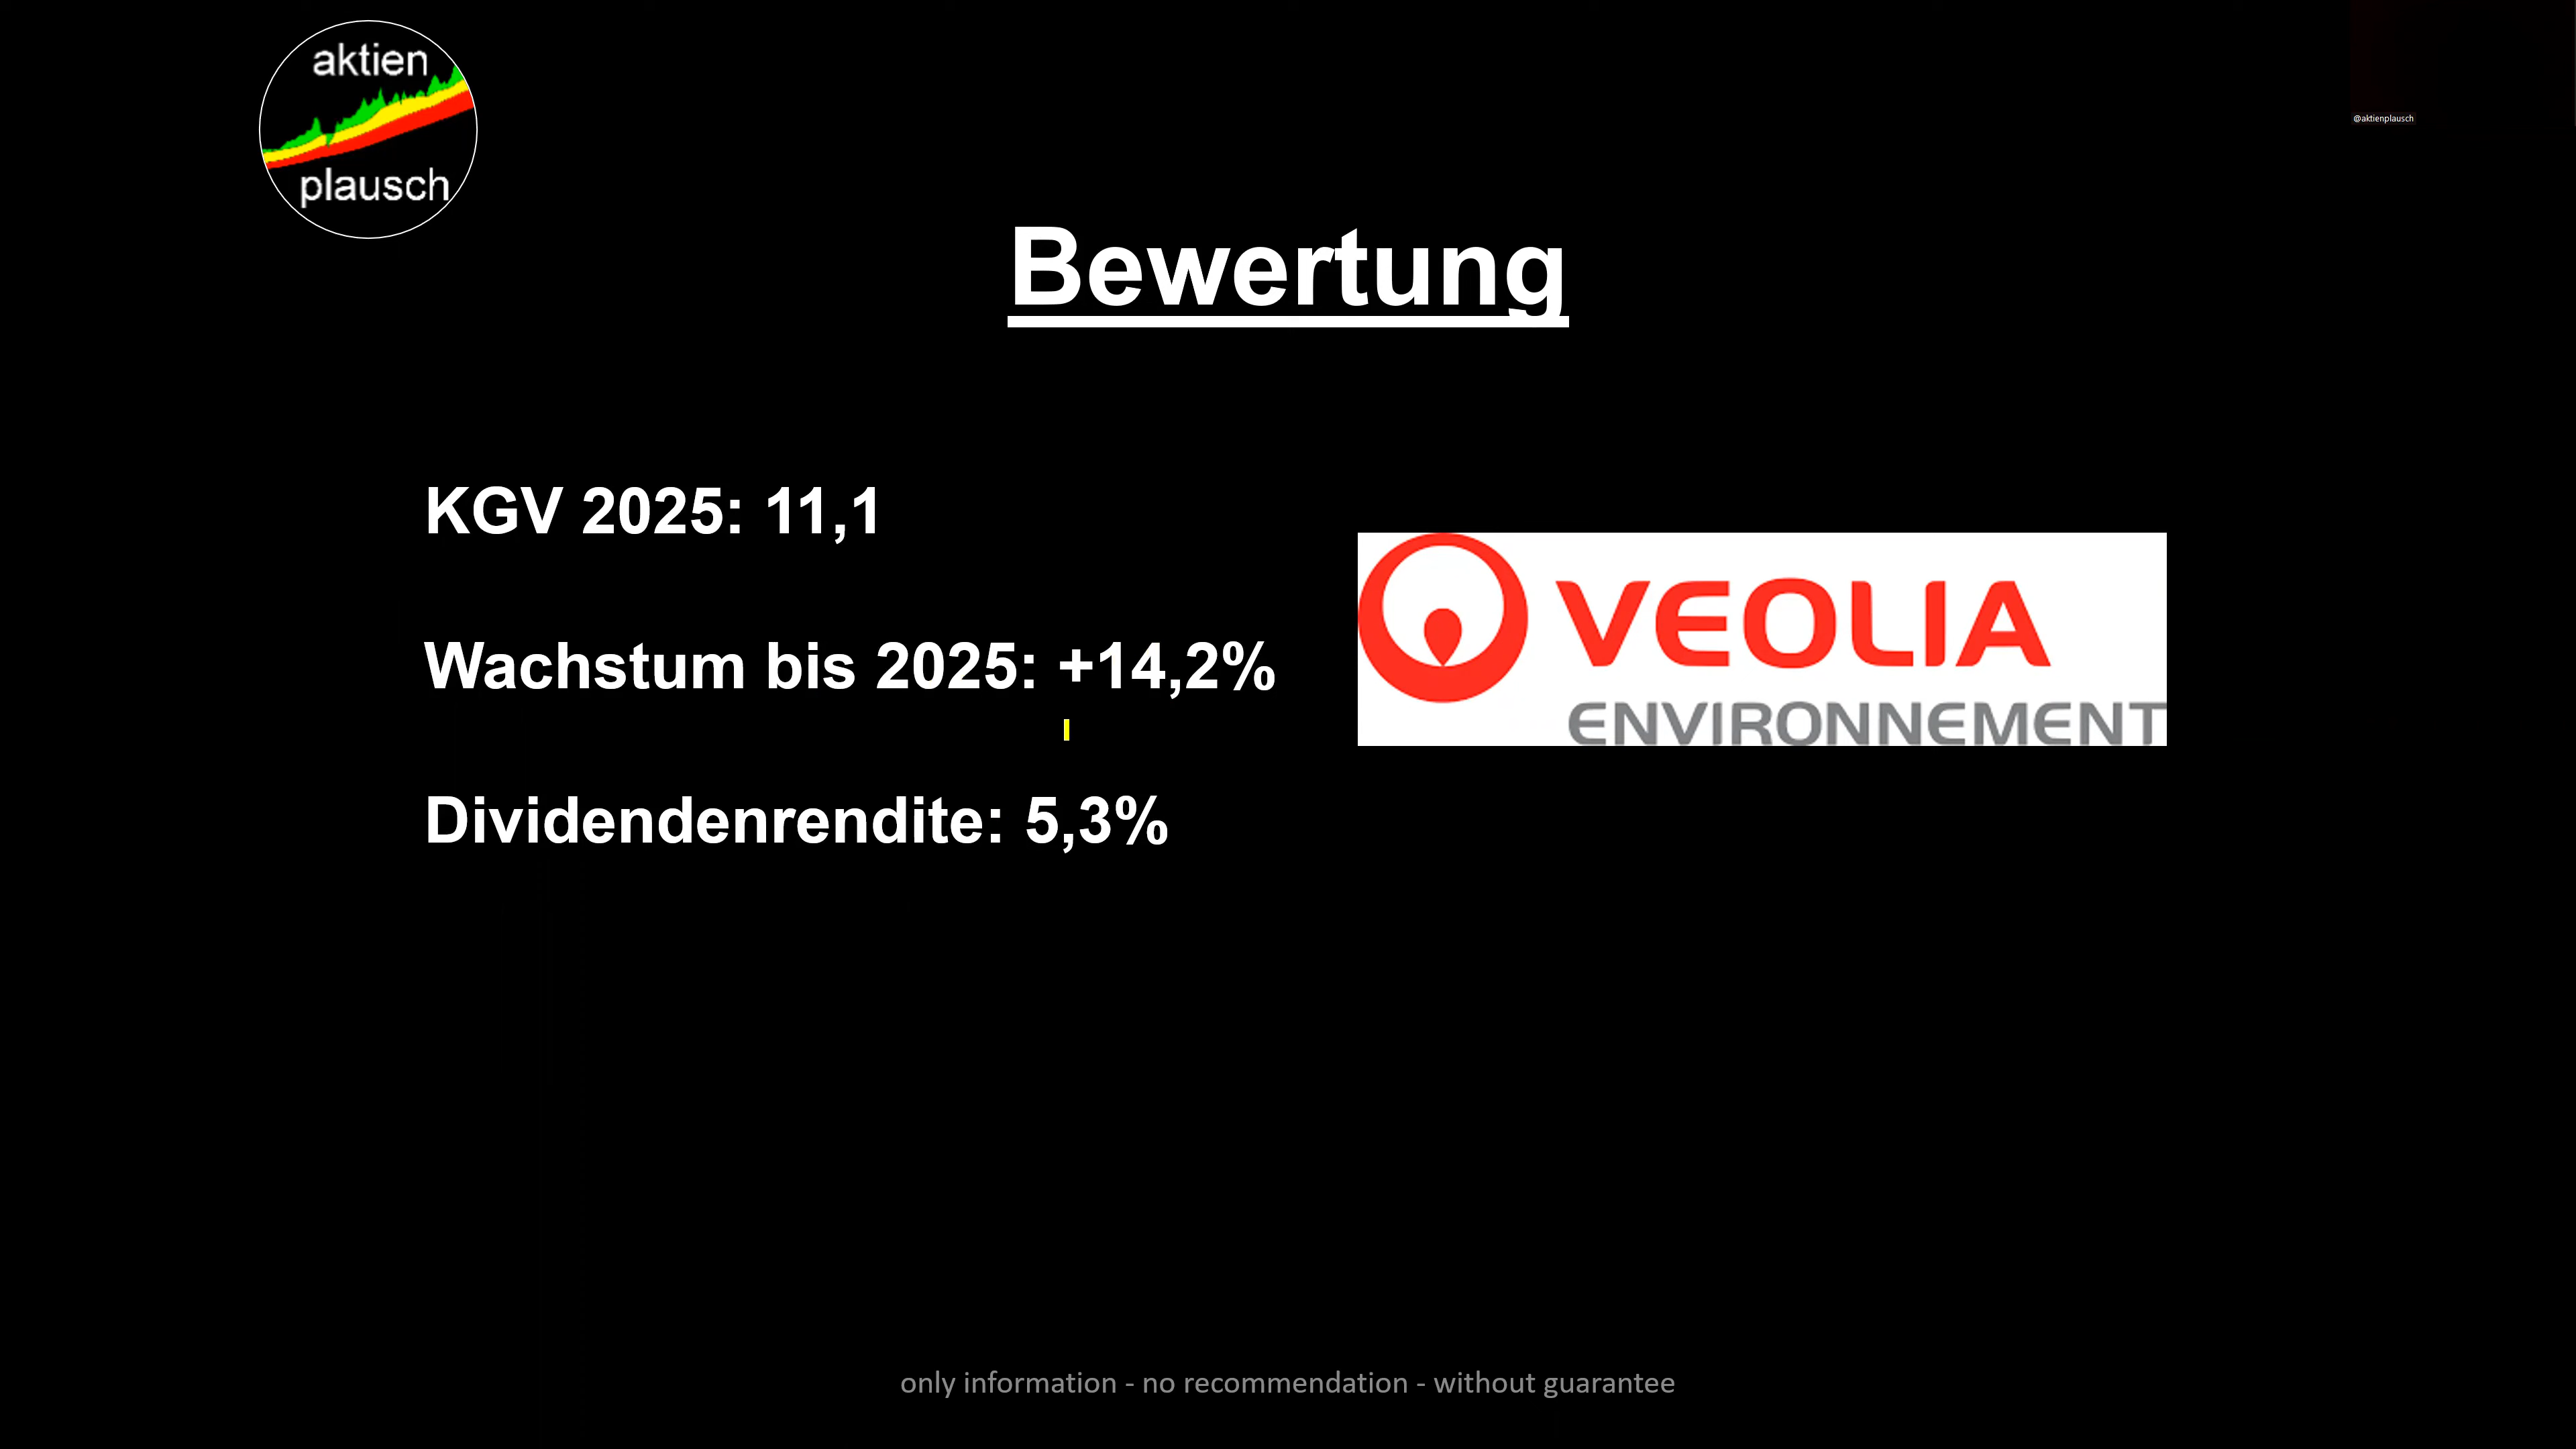 aktien
plausch
@aktienplausch
Bewertung
KGV 2025: 11,1
Wachstum bis 2025: +14,2%
Dividendenrendite: 5,3%
VEOLIA
ENVIRONNEMENT
only information - no recommendation - without guarantee